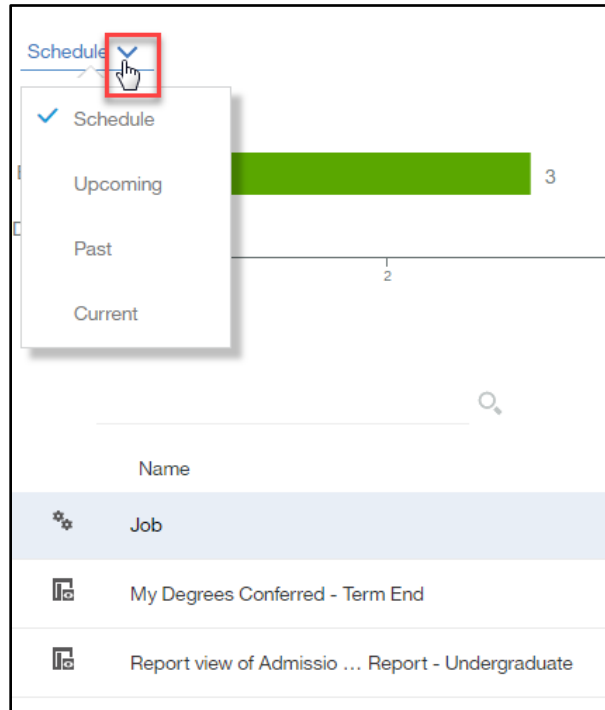 Schedule
Schedule
Upcoming
3
Past
2
Current
Name
Job
My Degrees Conferred - Term End
Report view of Admissio ... Report - Undergraduate